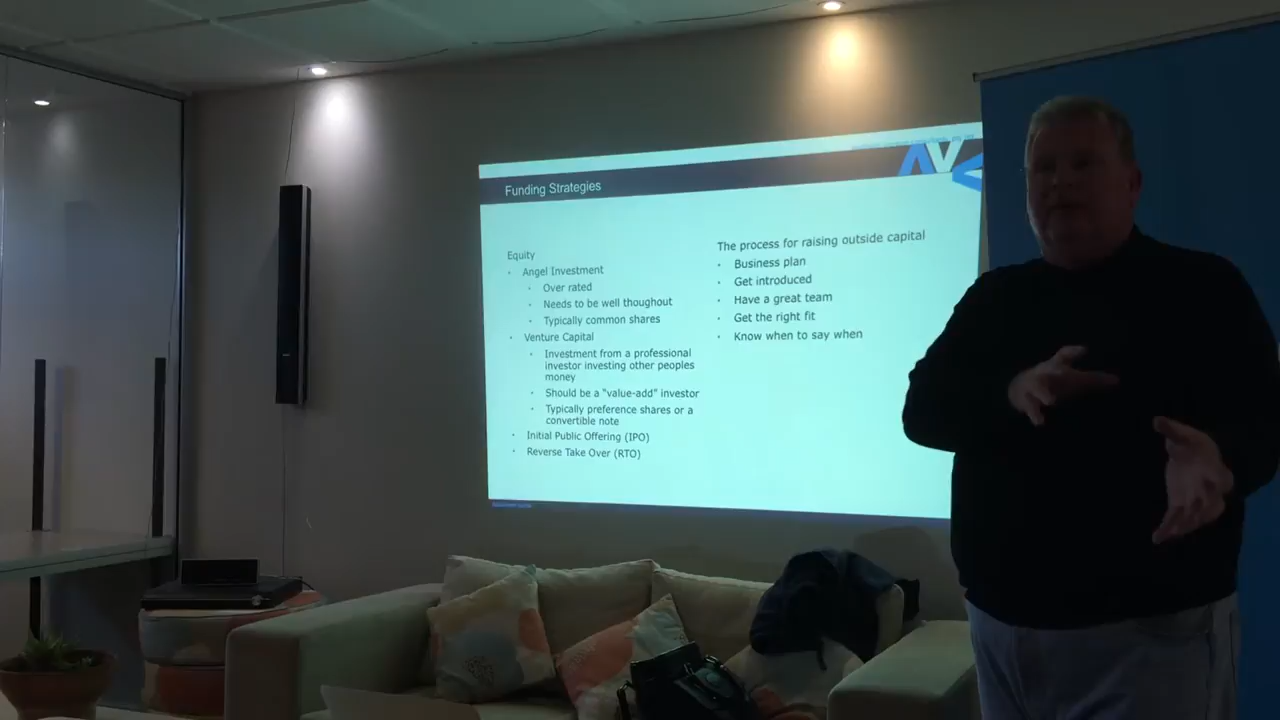 Funding Strategies
Equity
Angel Investment
Over rated
Needs to be well thoughout
Typically common shares
Venture Capital
Investment from a professional
investor investing other peoples
money
Should be a "value-add" investor
Typically preference shares or a
convertible note
Initial Public Offering (IPO)
Reverse Take Over (RTO)
The process for raising outside capital
Business plan
Get introduced
Have a great team
Get the right fit
Know when to say when